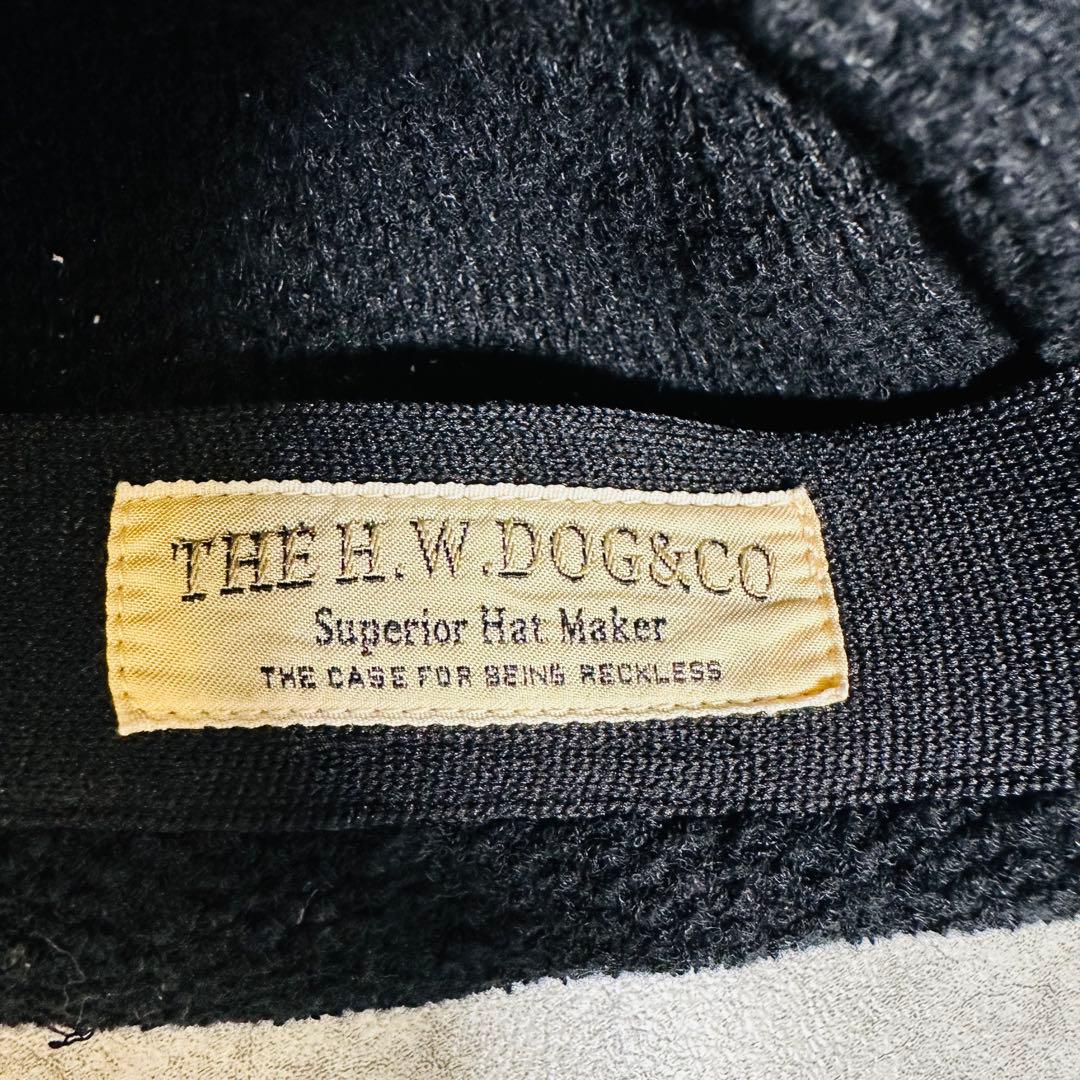 THE H.W.DOG&CO
Superior Hat Maker
THE CASE FOR BEING RECKLESS